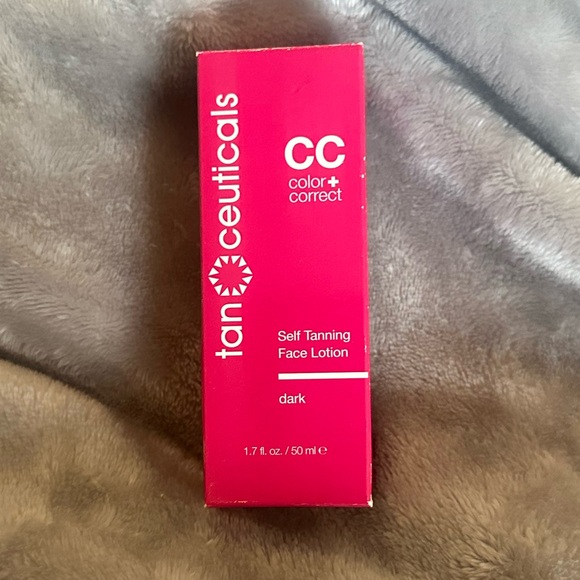 tanceuticals
CC
color+
correct
Self Tanning
Face Lotion
dark
1.7 fl. oz. / 50 ml ℮